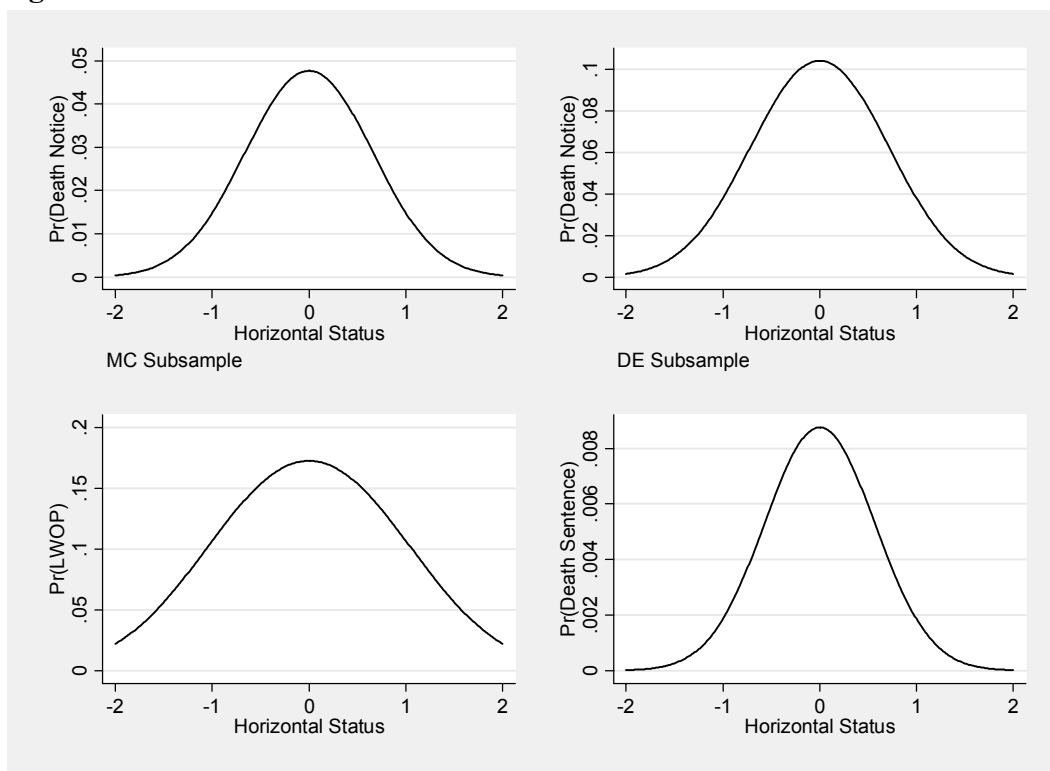 Pr(Death Notice)
.05
.04
.03
.02
.01
0
-2 -1 0 1 2
Horizontal Status
MC Subsample
Pr(Death Notice)
.1
.08
.06
.04
.02
0
-2 -1 0 1 2
Horizontal Status
DE Subsample
Pr(LWOP)
.2
.15
.1
.05
0
-2 -1 0 1 2
Horizontal Status
Pr(Death Sentence)
.008
.006
.004
.002
0
-2 -1 0 1 2
Horizontal Status